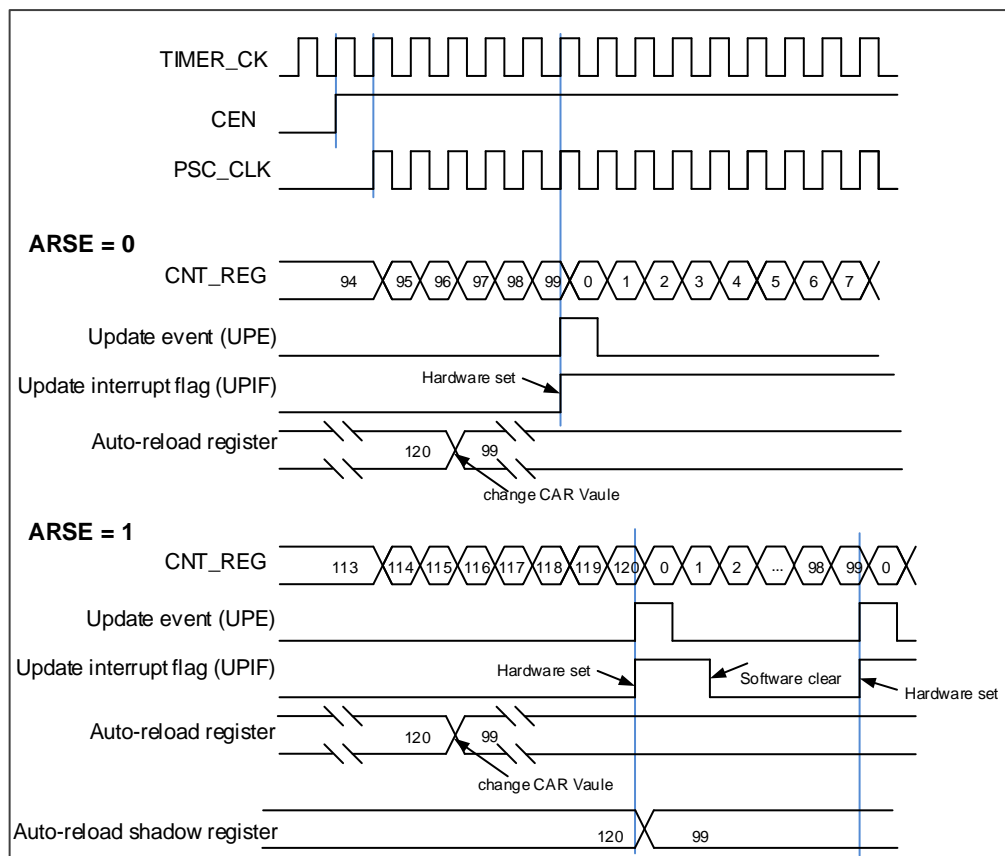 TIMER_CK
CEN
PSC_CLK
ARSE = 0
CNT_REG 94 95 96 97 98 99 0 1 2 3 4 5 6 7
Update event (UPE)
Update interrupt flag (UPIF) Hardware set
Auto-reload register 120 99
change CAR Vaule
ARSE = 1
CNT_REG 113 114 115 116 117 118 119 120 0 1 2 ... 98 99 0
Update event (UPE)
Update interrupt flag (UPIF) Hardware set Software clear Hardware set
Auto-reload register 120 99
change CAR Vaule
Auto-reload shadow register 120 99